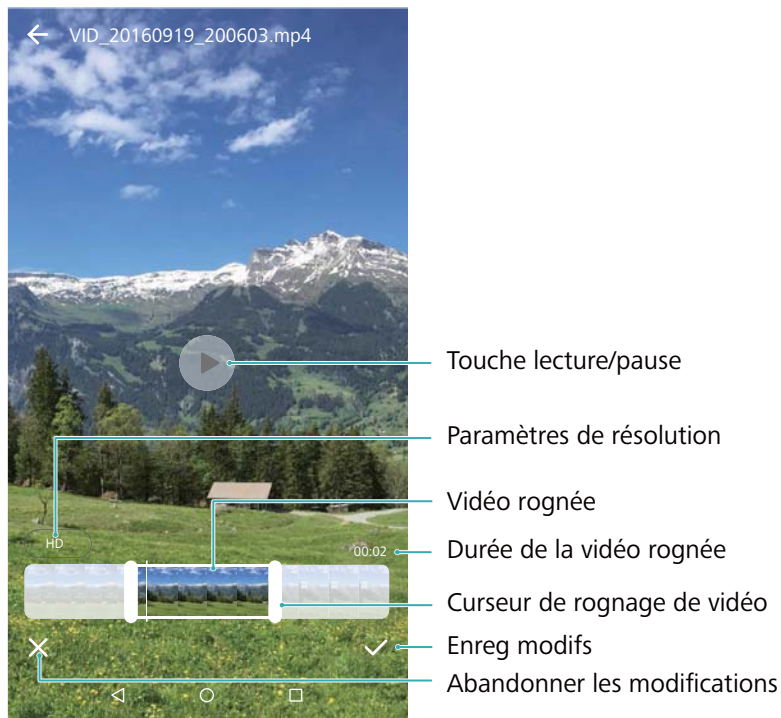 VID_20160919_200603.mp4
Touche lecture/pause
Paramètres de résolution
Vidéo rognée
HD
00:02
Durée de la vidéo rognée
Curseur de rognage de vidéo
Enreg modifs
Abandonner les modifications